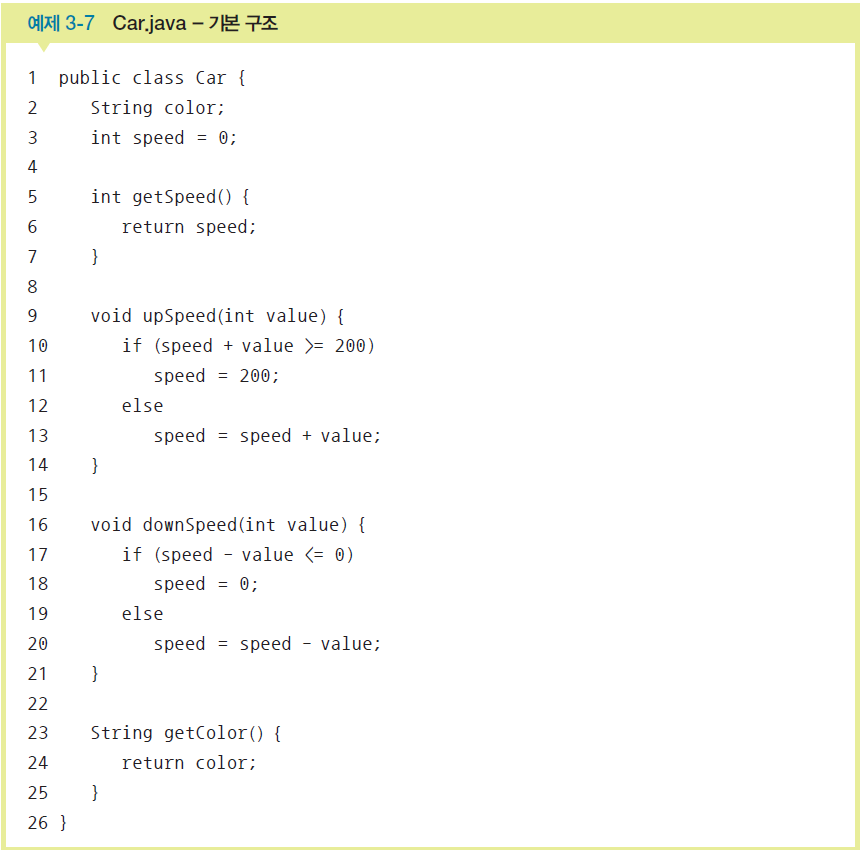 예제 3-7 Car.java – 기본 구조
1 public class Car {
2    String color;
3    int speed = 0;
4
5    int getSpeed() {
6       return speed;
7    }
8
9    void upSpeed(int value) {
10       if (speed + value >= 200)
11          speed = 200;
12       else
13          speed = speed + value;
14    }
15
16    void downSpeed(int value) {
17       if (speed - value <= 0)
18          speed = 0;
19       else
20          speed = speed - value;
21    }
22
23    String getColor() {
24       return color;
25    }
26 }